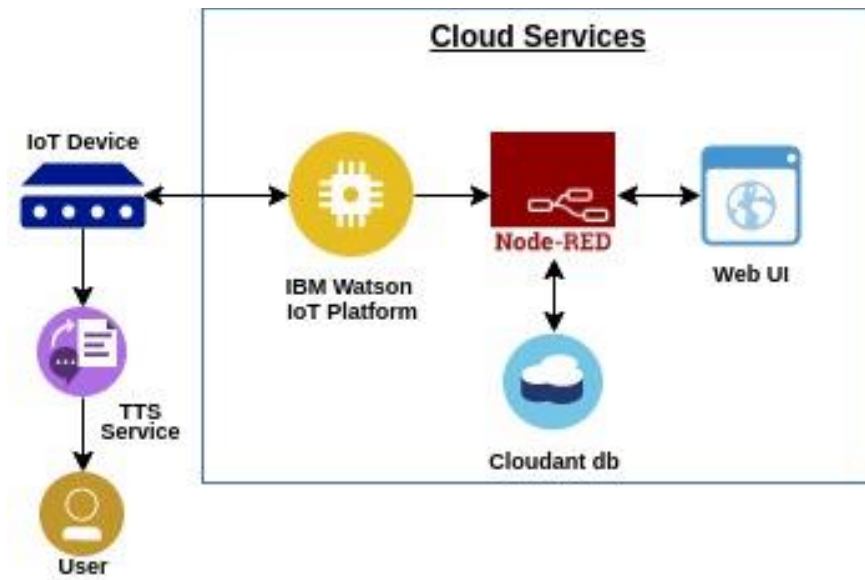 Cloud Services
IoT Device
IBM Watson
IoT Platform
Node-RED
Web UI
TTS
Service
Cloudant db
User